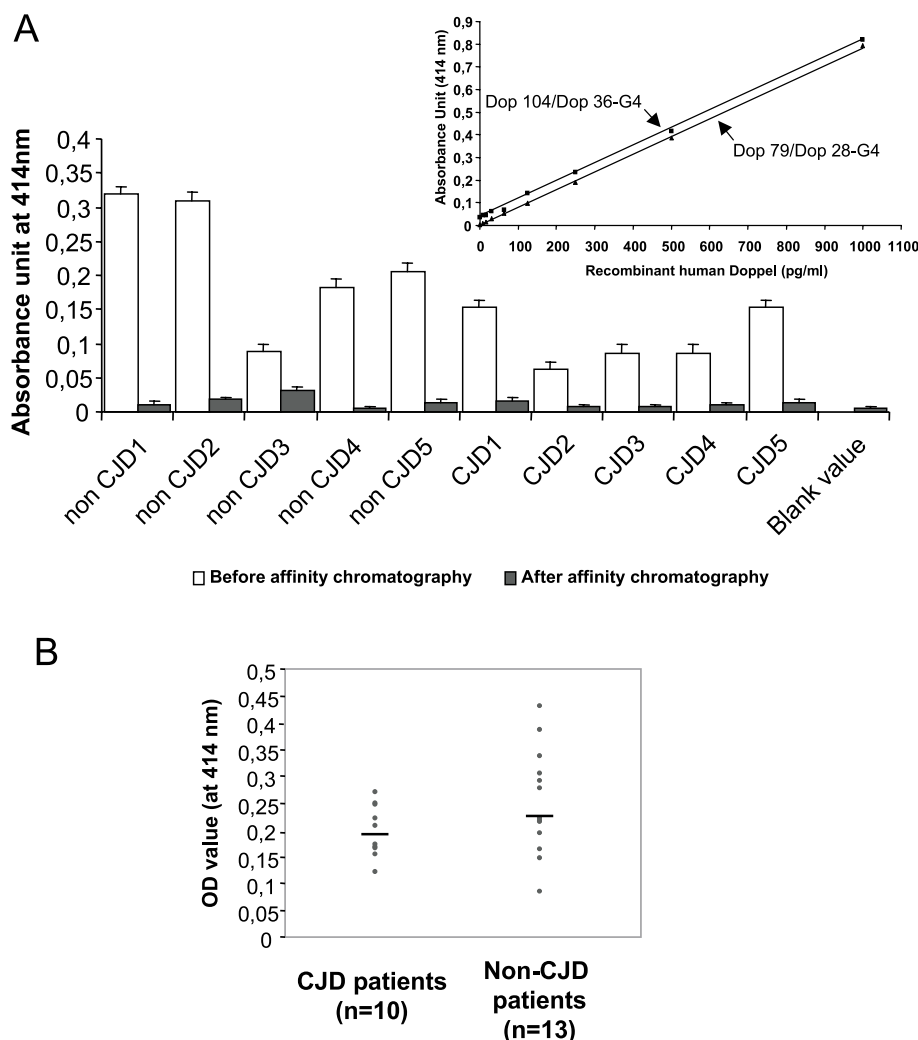 A
Absorbance unit at 414nm
0,4
0,35
0,3
0,25
0,2
0,15
0,1
0,05
0
non CJD1
non CJD2
non CJD3
non CJD4
non CJD5
CJD1
CJD2
CJD3
CJD4
CJD5
Blank value
Before affinity chromatography
After affinity chromatography
Absorbance Unit (414 nm)
0,9
0,8
0,7
0,6
0,5
0,4
0,3
0,2
0,1
0
Dop 104/Dop 36-G4
Dop 79/Dop 28-G4
0 100 200 300 400 500 600 700 800 900 1000 1100
Recombinant human Doppel (pg/ml)
B
OD value (at 414 nm)
0,5
0,45
0,4
0,35
0,3
0,25
0,2
0,15
0,1
0,05
0
CJD patients
(n=10)
Non-CJD
patients
(n=13)